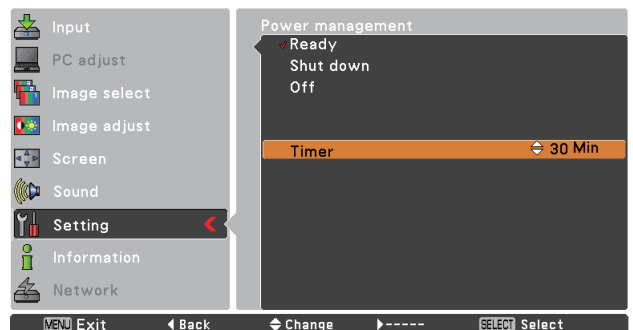 Input
PC adjust
Image select
Image adjust
Screen
Sound
Setting
Information
Network
Power management
Ready
Shut down
Off
Timer 30 Min
MENU Exit Back Change ----- SELECT Select